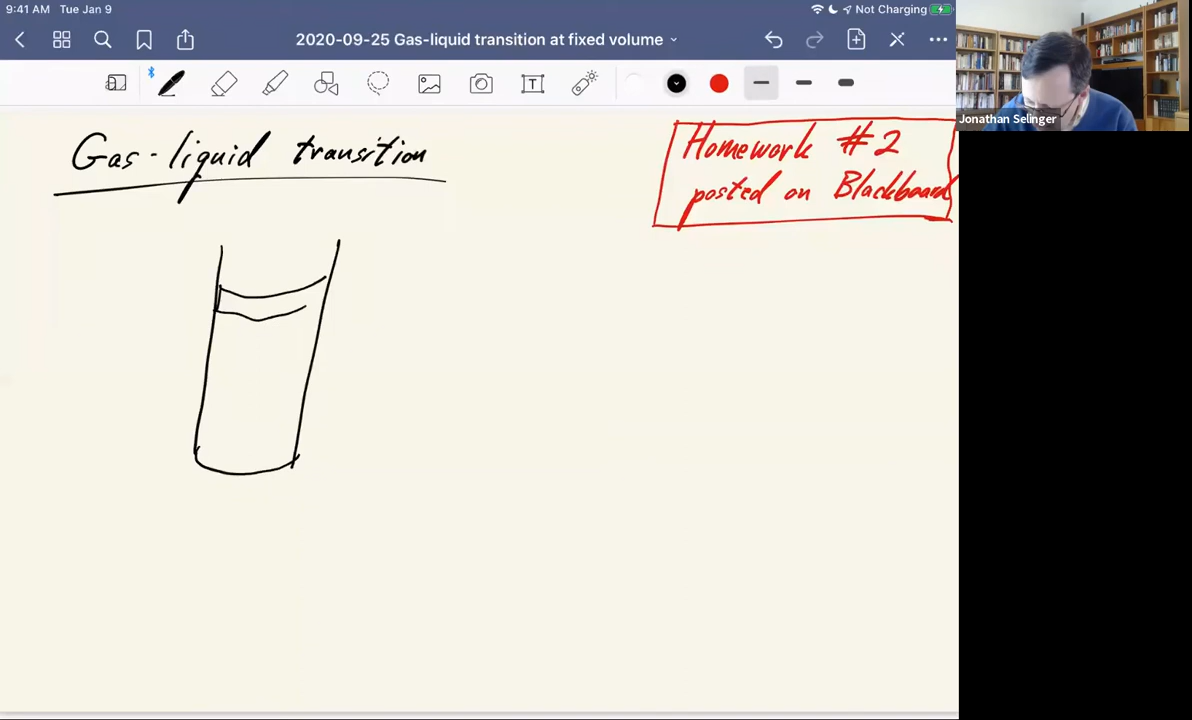 9:41 AM Tue Jan 9
Not Charging
2020-09-25 Gas-liquid transition at fixed volume
T
Jonathan Selinger
Gas-liquid transition
Homework #2
posted on Blackboard